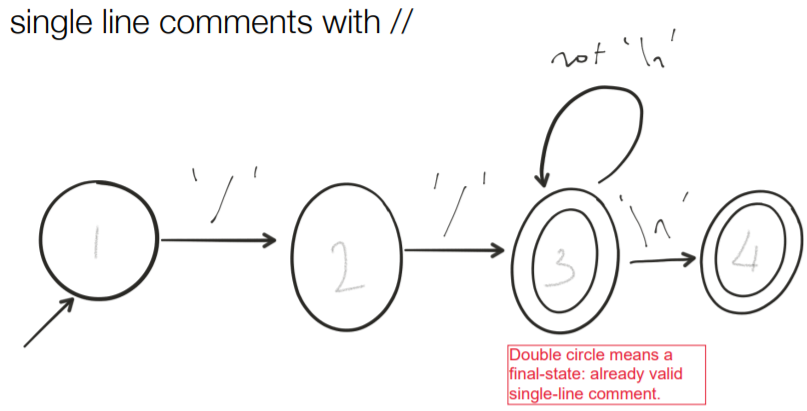 single line comments with //
not '\n'
'/'
'/'
'\n'
1
2
3
4
Double circle means a
final-state: already valid
single-line comment.